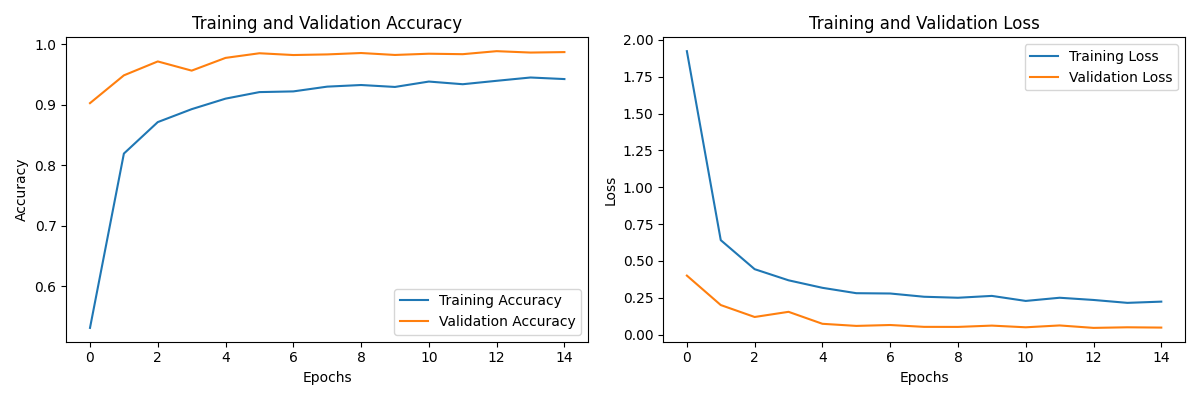 Training and Validation Accuracy
1.0
0.9
0.8
0.7
0.6
Accuracy
Training Accuracy
Validation Accuracy
0 2 4 6 8 10 12 14
Epochs
Training and Validation Loss
2.00
1.75
1.50
1.25
1.00
0.75
0.50
0.25
0.00
Loss
Training Loss
Validation Loss
0 2 4 6 8 10 12 14
Epochs